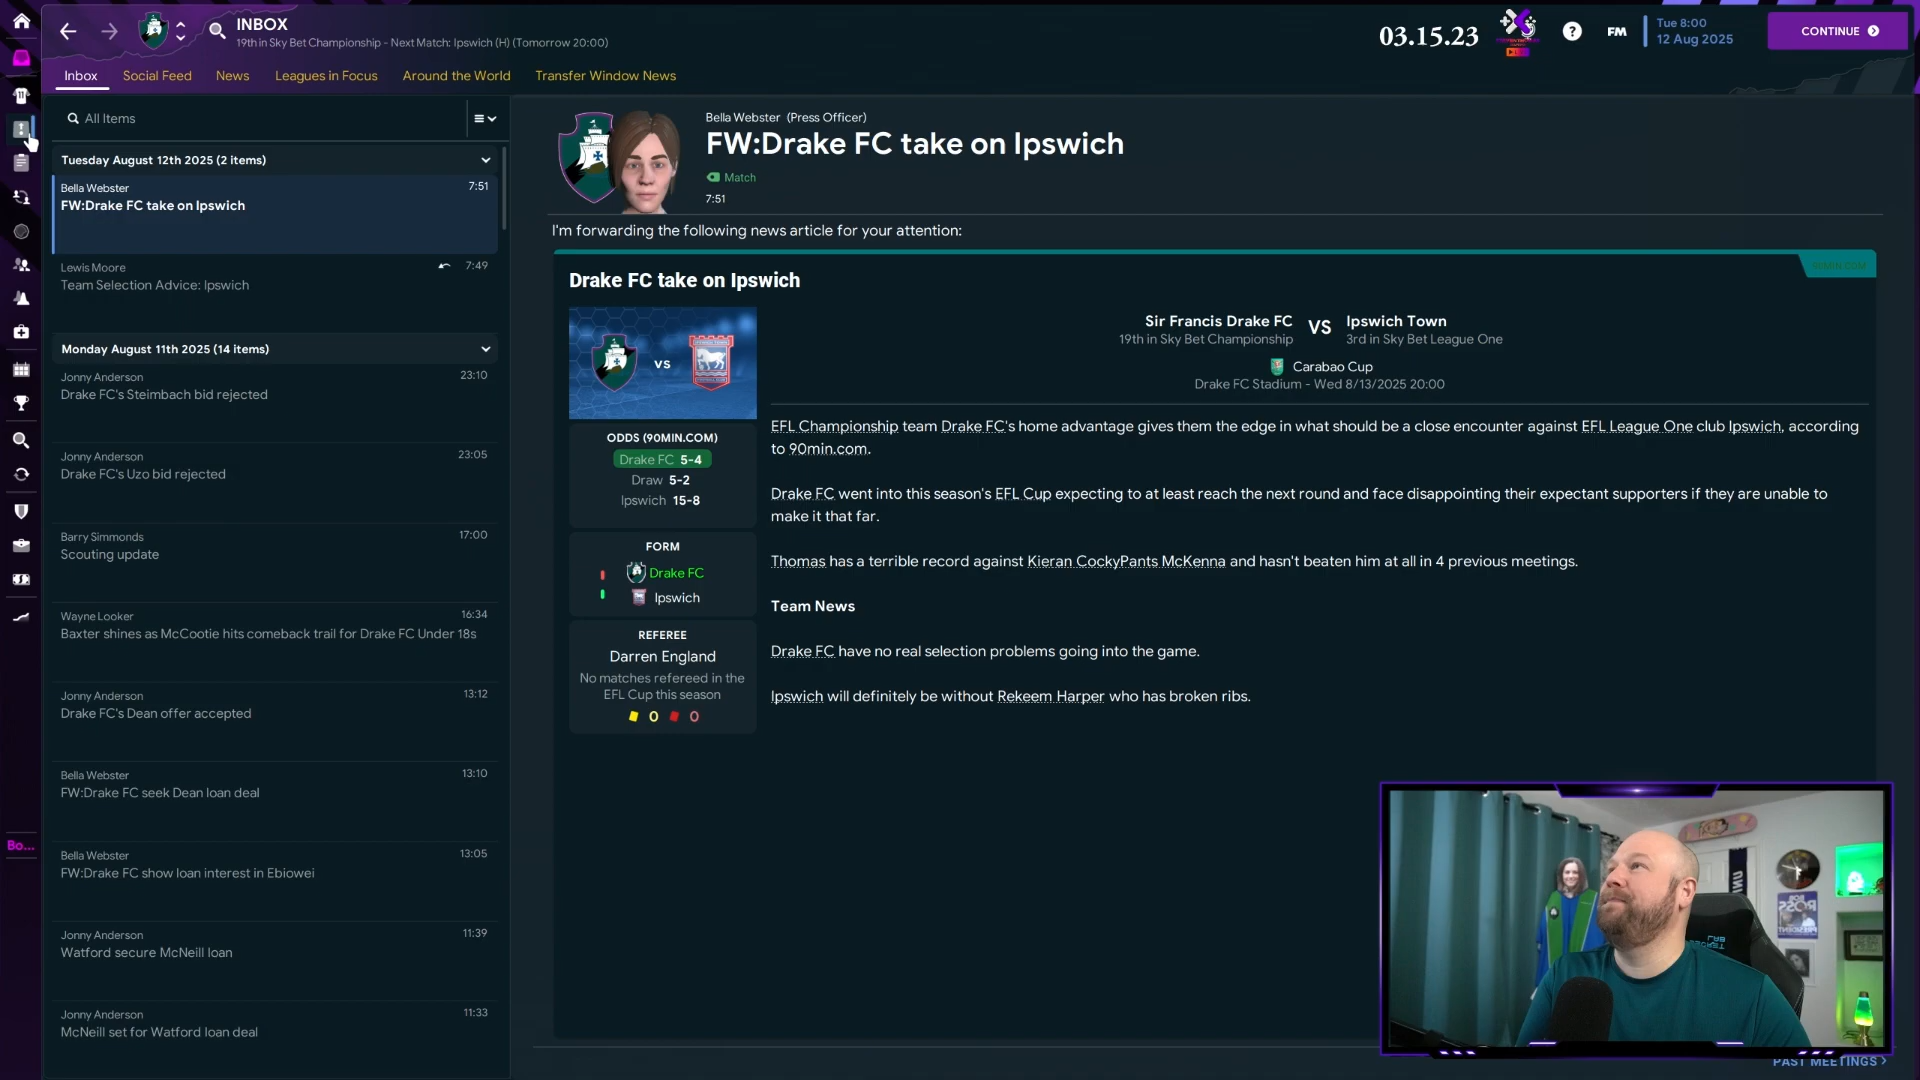 INBOX
19th in Sky Bet Championship - Next Match: Ipswich (H) (Tomorrow 20:00)
03.15.23
?
FM
Tue 8:00
12 Aug 2025
CONTINUE
Inbox
Social Feed
News
Leagues in Focus
Around the World
Transfer Window News
All Items
Tuesday August 12th 2025 (2 items)
Bella Webster 7:51
FW:Drake FC take on Ipswich
Lewis Moore 7:49
Team Selection Advice: Ipswich
Monday August 11th 2025 (14 items)
Jonny Anderson 23:10
Drake FC's Steimbach bid rejected
Jonny Anderson 23:05
Drake FC's Uzo bid rejected
Barry Simmonds 17:00
Scouting update
Wayne Looker 16:34
Baxter shines as McCootie hits comeback trail for Drake FC Under 18s
Jonny Anderson 13:12
Drake FC's Dean offer accepted
Bella Webster 13:10
FW:Drake FC seek Dean loan deal
Bella Webster 13:05
FW:Drake FC show loan interest in Ebiowei
Jonny Anderson 11:39
Watford secure McNeill loan
Jonny Anderson 11:33
McNeill set for Watford loan deal
Bo...
Bella Webster (Press Officer)
FW:Drake FC take on Ipswich
Match
7:51
I'm forwarding the following news article for your attention:
90MIN.COM
Drake FC take on Ipswich
vs
Sir Francis Drake FC VS Ipswich Town
19th in Sky Bet Championship 3rd in Sky Bet League One
Carabao Cup
Drake FC Stadium - Wed 8/13/2025 20:00
ODDS (90MIN.COM)
Drake FC 5-4
Draw 5-2
Ipswich 15-8
FORM
Drake FC
Ipswich
REFEREE
Darren England
No matches refereed in the
EFL Cup this season
0 0
EFL Championship team Drake FC's home advantage gives them the edge in what should be a close encounter against EFL League One club Ipswich, according
to 90min.com.
Drake FC went into this season's EFL Cup expecting to at least reach the next round and face disappointing their expectant supporters if they are unable to
make it that far.
Thomas has a terrible record against Kieran CockyPants McKenna and hasn't beaten him at all in 4 previous meetings.
Team News
Drake FC have no real selection problems going into the game.
Ipswich will definitely be without Rekeem Harper who has broken ribs.
PAST MEETINGS >